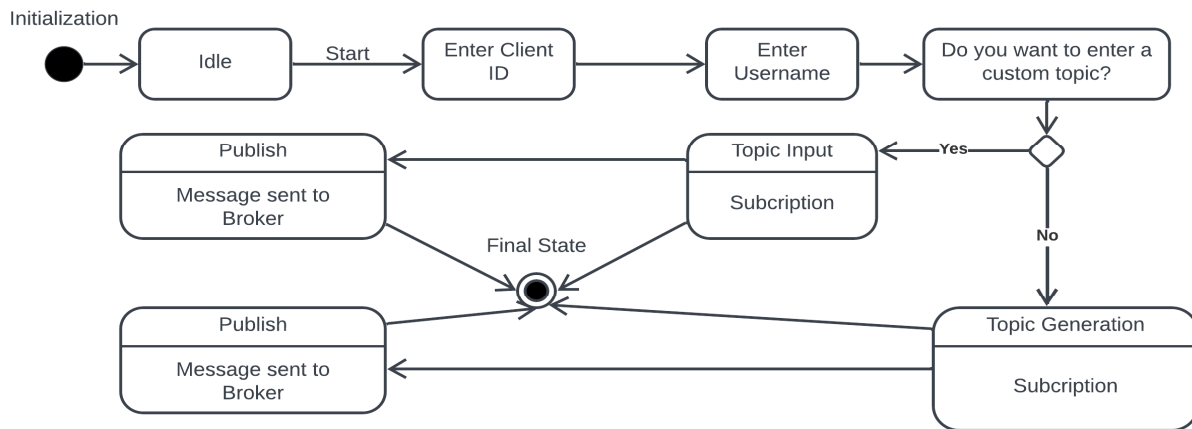 Initialization
Idle
Start
Enter Client
ID
Enter
Username
Do you want to enter a
custom topic?
Publish
Message sent to
Broker
Topic Input
Subcription
Yes
No
Final State
Publish
Message sent to
Broker
Topic Generation
Subcription